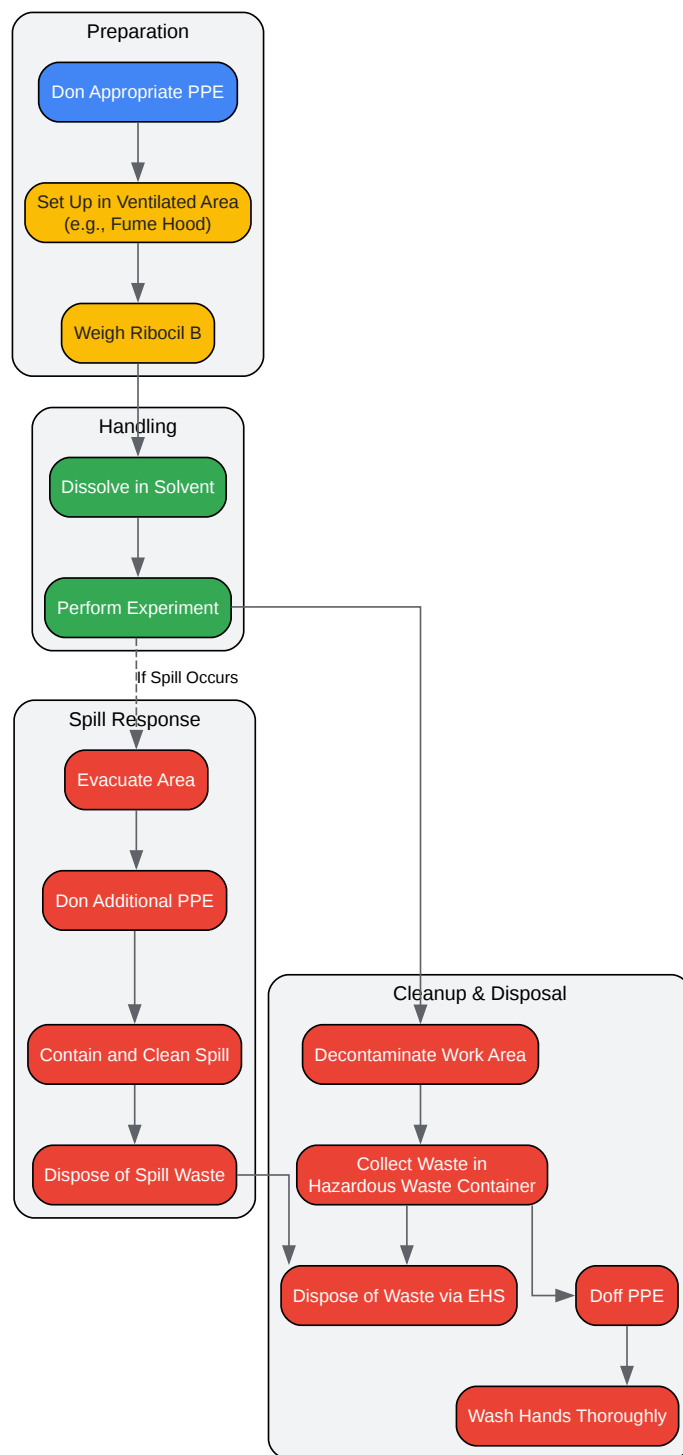 Preparation
Don Appropriate PPE
Set Up in Ventilated Area
(e.g., Fume Hood)
Weigh Ribocil B
Handling
Dissolve in Solvent
Perform Experiment
If Spill Occurs
Spill Response
Evacuate Area
Don Additional PPE
Contain and Clean Spill
Dispose of Spill Waste
Cleanup & Disposal
Decontaminate Work Area
Collect Waste in
Hazardous Waste Container
Dispose of Waste via EHS
Doff PPE
Wash Hands Thoroughly